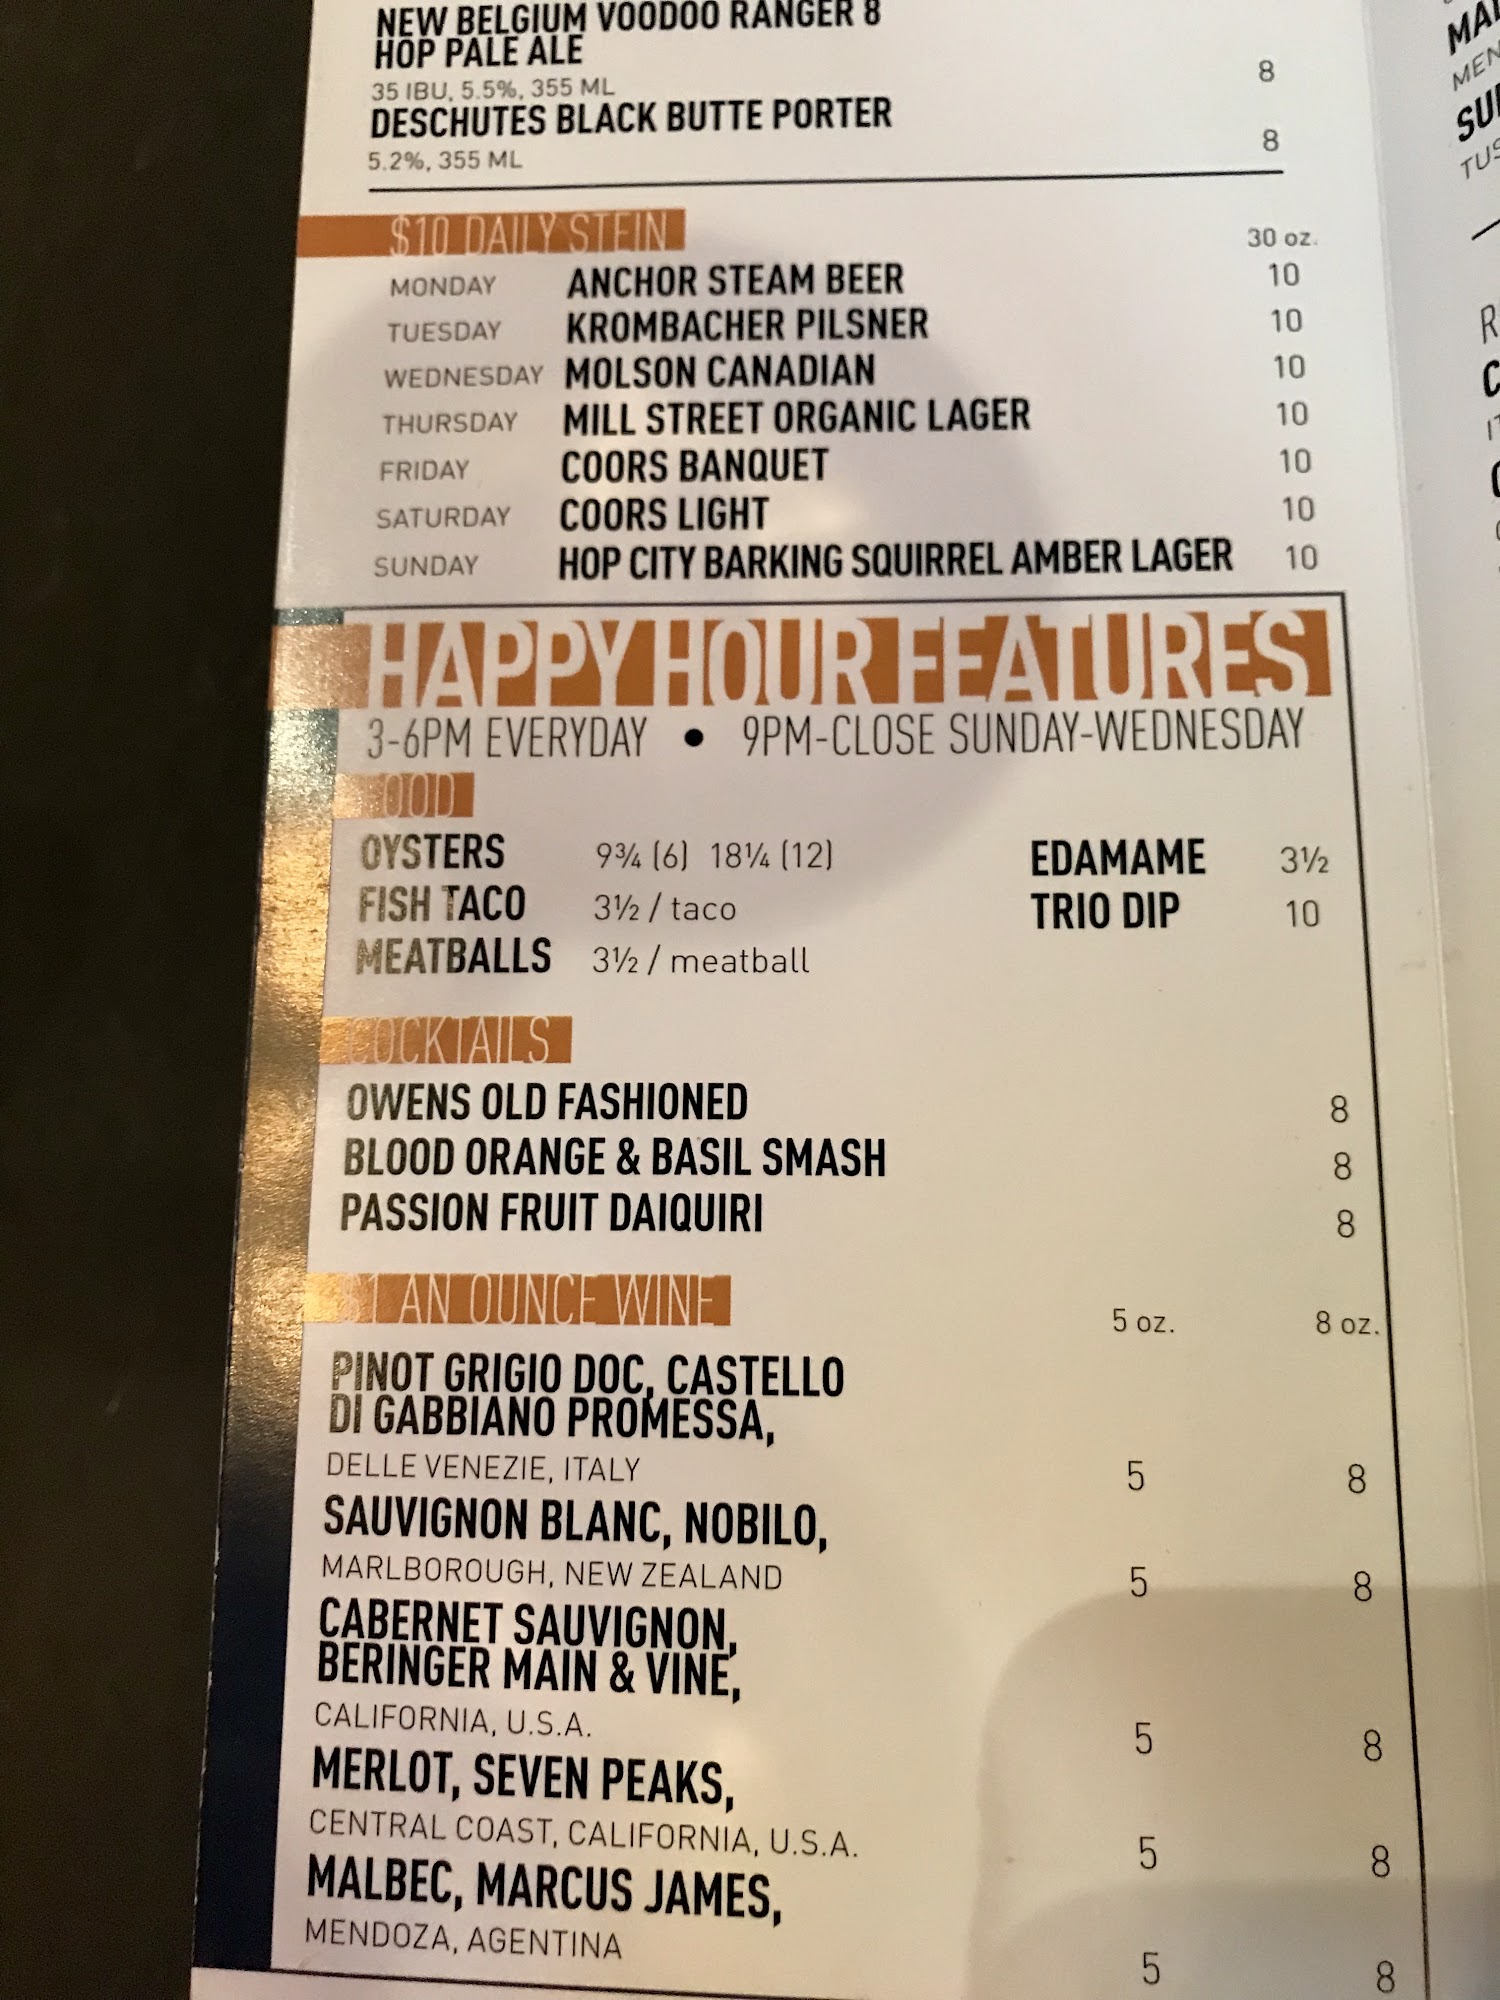 NEW BELGIUM VOODOO RANGER 8
HOP PALE ALE
35 IBU, 5.5%, 355 ML 8
DESCHUTES BLACK BUTTE PORTER
5.2%, 355 ML 8
$10 DAILY STEIN 30 oz.
MONDAY ANCHOR STEAM BEER 10
TUESDAY KROMBACHER PILSNER 10
WEDNESDAY MOLSON CANADIAN 10
THURSDAY MILL STREET ORGANIC LAGER 10
FRIDAY COORS BANQUET 10
SATURDAY COORS LIGHT 10
SUNDAY HOP CITY BARKING SQUIRREL AMBER LAGER 10
HAPPY HOUR FEATURES
3-6PM EVERYDAY • 9PM-CLOSE SUNDAY-WEDNESDAY
FOOD
OYSTERS 9¾ (6) 18¼ (12) EDAMAME 3½
FISH TACO 3½ / taco TRIO DIP 10
MEATBALLS 3½ / meatball
COCKTAILS
OWENS OLD FASHIONED 8
BLOOD ORANGE & BASIL SMASH 8
PASSION FRUIT DAIQUIRI 8
$1 AN OUNCE WINE 5 oz. 8 oz.
PINOT GRIGIO DOC, CASTELLO
DI GABBIANO PROMESSA,
DELLE VENEZIE, ITALY 5 8
SAUVIGNON BLANC, NOBILO,
MARLBOROUGH, NEW ZEALAND 5 8
CABERNET SAUVIGNON,
BERINGER MAIN & VINE,
CALIFORNIA, U.S.A. 5 8
MERLOT, SEVEN PEAKS,
CENTRAL COAST, CALIFORNIA, U.S.A. 5 8
MALBEC, MARCUS JAMES,
MENDOZA, AGENTINA 5 8